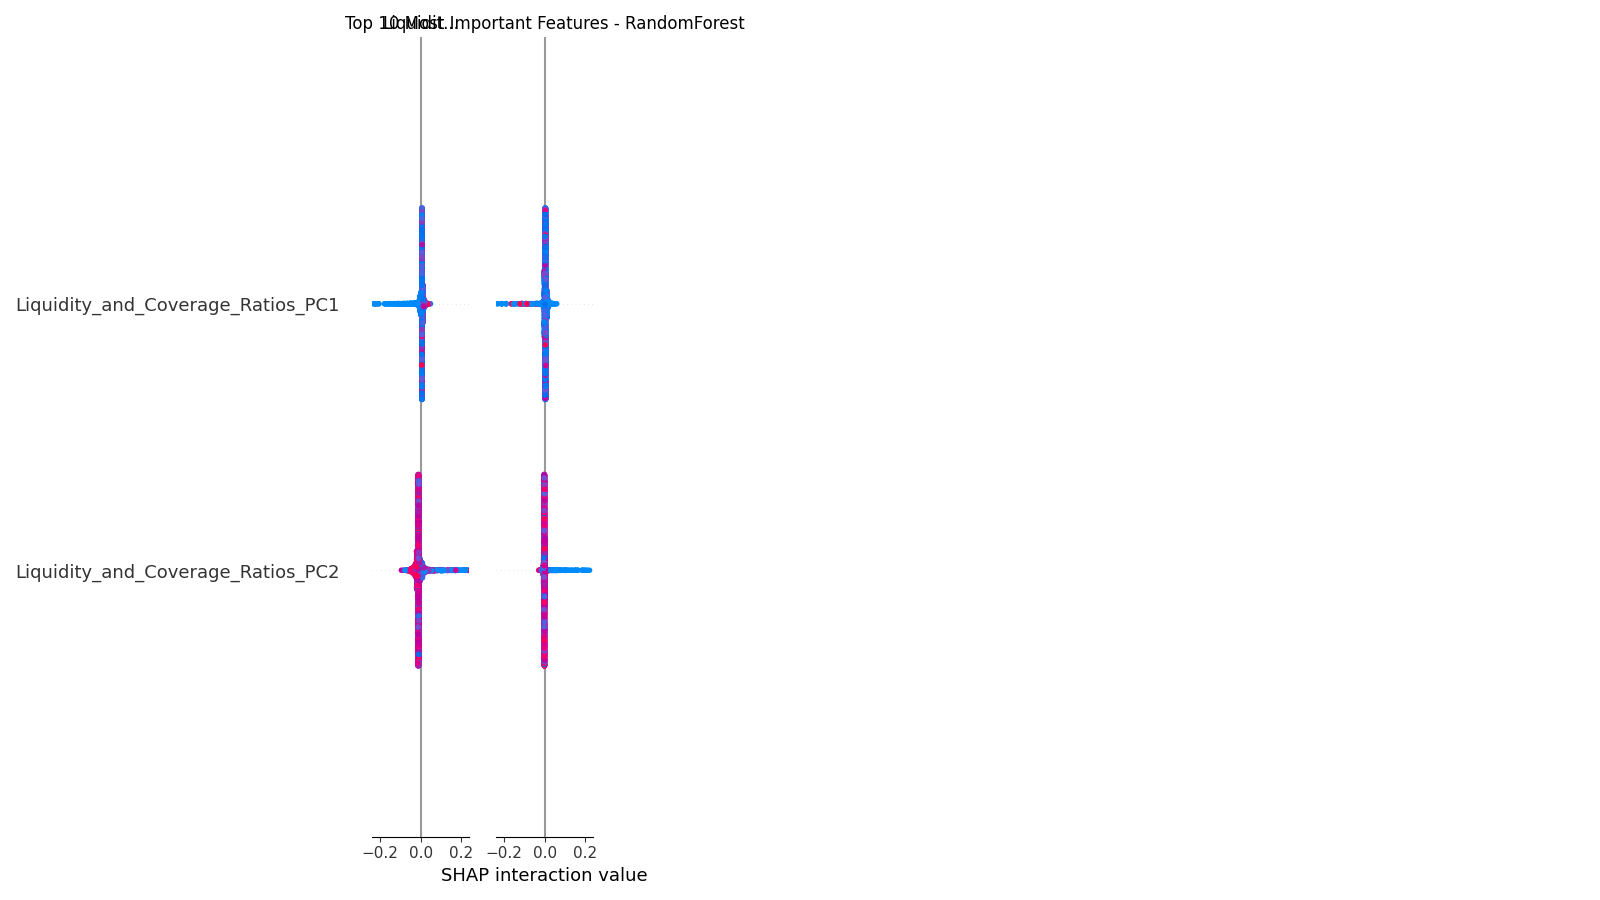 Top 10 Most Important Features - RandomForest
Liquidit...
Liquidity_and_Coverage_Ratios_PC1
Liquidity_and_Coverage_Ratios_PC2
−0.2 0.0 0.2 −0.2 0.0 0.2
SHAP interaction value